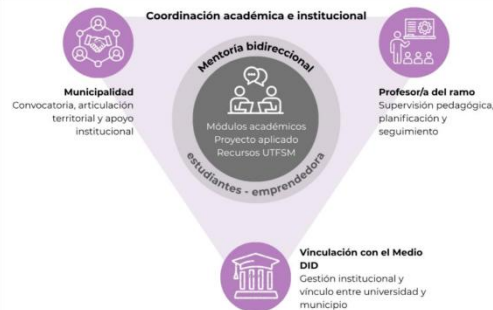 Coordinación académica e institucional
Mentoría bidireccional
Módulos académicos
Proyecto aplicado
Recursos UTFSM
estudiantes - emprendedora
Municipalidad
Convocatoria, articulación
territorial y apoyo
institucional
Profesor/a del ramo
Supervisión pedagógica,
planificación y
seguimiento
Vinculación con el Medio
DID
Gestión institucional y
vínculo entre universidad y
municipio